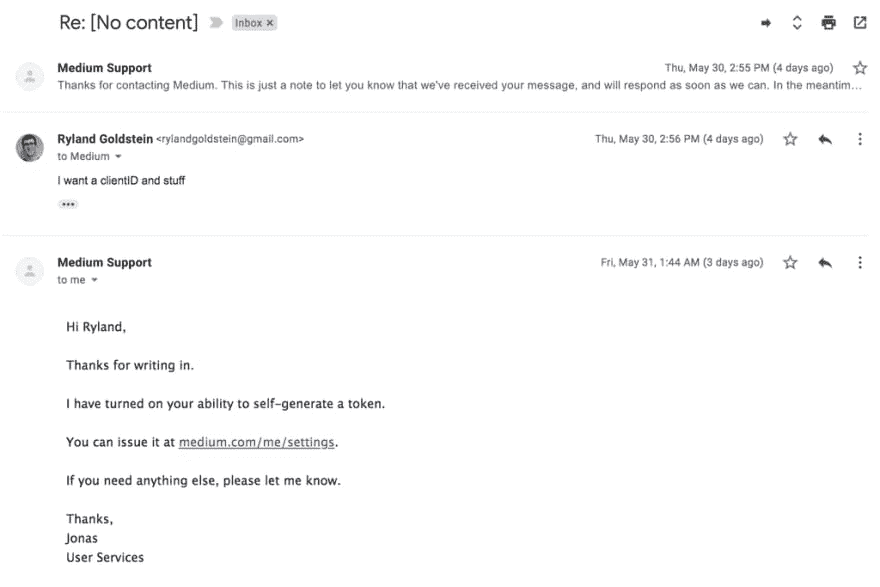 Re: [No content] Inbox ×
Medium Support Thu, May 30, 2:55 PM (4 days ago)
Thanks for contacting Medium. This is just a note to let you know that we've received your message, and will respond as soon as we can. In the meantim…
Ryland Goldstein <rylandgoldstein@gmail.com> Thu, May 30, 2:56 PM (4 days ago)
to Medium
I want a clientID and stuff
•••
Medium Support Fri, May 31, 1:44 AM (3 days ago)
to me
Hi Ryland,
Thanks for writing in.
I have turned on your ability to self-generate a token.
You can issue it at medium.com/me/settings.
If you need anything else, please let me know.
Thanks,
Jonas
User Services